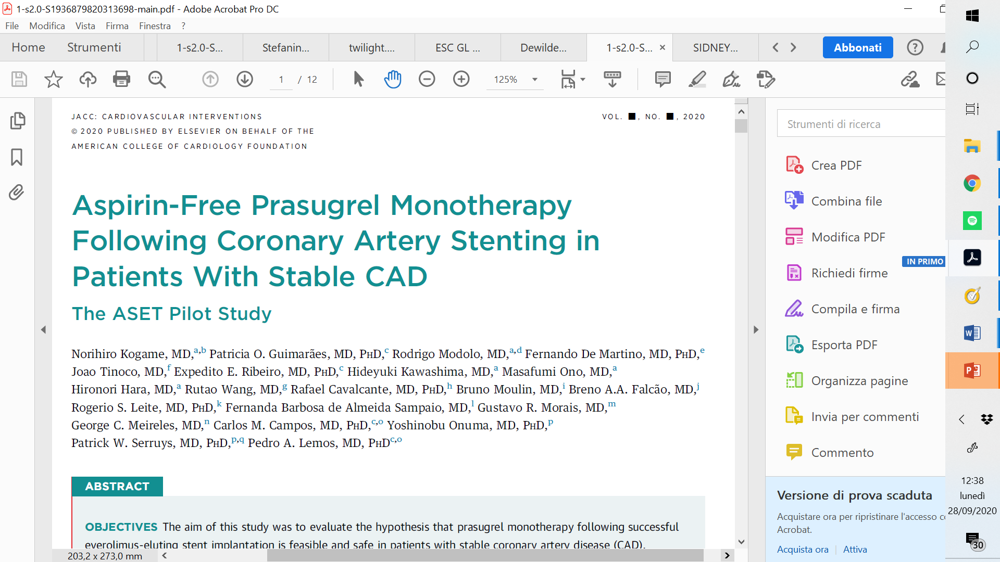 1-s2.0-S1936879820313698-main.pdf - Adobe Acrobat Pro DC
File Modifica Vista Firma Finestra ?
Home Strumenti 1-s2.0-S... Stefanin... twilight.... ESC GL ... Dewilde... 1-s2.0-S... × SIDNEY... Abbonati
1 / 12 125%
JACC: CARDIOVASCULAR INTERVENTIONS VOL. ■, NO. ■, 2020
© 2020 PUBLISHED BY ELSEVIER ON BEHALF OF THE
AMERICAN COLLEGE OF CARDIOLOGY FOUNDATION
Aspirin-Free Prasugrel Monotherapy
Following Coronary Artery Stenting in
Patients With Stable CAD
The ASET Pilot Study
Norihiro Kogame, MD,a,b Patricia O. Guimarães, MD, PHD,c Rodrigo Modolo, MD,a,d Fernando De Martino, MD, PHD,e
Joao Tinoco, MD,f Expedito E. Ribeiro, MD, PHD,c Hideyuki Kawashima, MD,a Masafumi Ono, MD,a
Hironori Hara, MD,a Rutao Wang, MD,g Rafael Cavalcante, MD, PHD,h Bruno Moulin, MD,i Breno A.A. Falcão, MD,j
Rogerio S. Leite, MD, PHD,k Fernanda Barbosa de Almeida Sampaio, MD,l Gustavo R. Morais, MD,m
George C. Meireles, MD,n Carlos M. Campos, MD, PHD,c,o Yoshinobu Onuma, MD, PHD,p
Patrick W. Serruys, MD, PHD,p,q Pedro A. Lemos, MD, PHDc,o
ABSTRACT
OBJECTIVES The aim of this study was to evaluate the hypothesis that prasugrel monotherapy following successful
everolimus-eluting stent implantation is feasible and safe in patients with stable coronary artery disease (CAD).
203,2 x 273,0 mm
Strumenti di ricerca
Crea PDF
Combina file
Modifica PDF
IN PRIMO
Richiedi firme
Compila e firma
Esporta PDF
Organizza pagine
Invia per commenti
Commento
Versione di prova scaduta
Acquistare ora per ripristinare l'accesso
Acrobat.
Acquista ora | Attiva
12:38
lunedì
28/09/2020
30